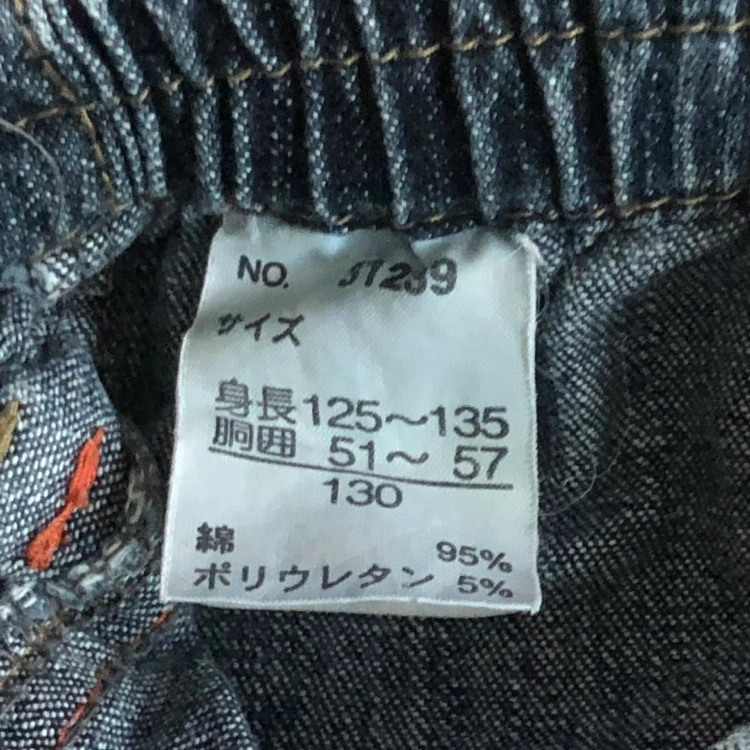 NO. 51239
サイズ
身長125〜135
胴囲 51〜 57
130
綿 95%
ポリウレタン 5%